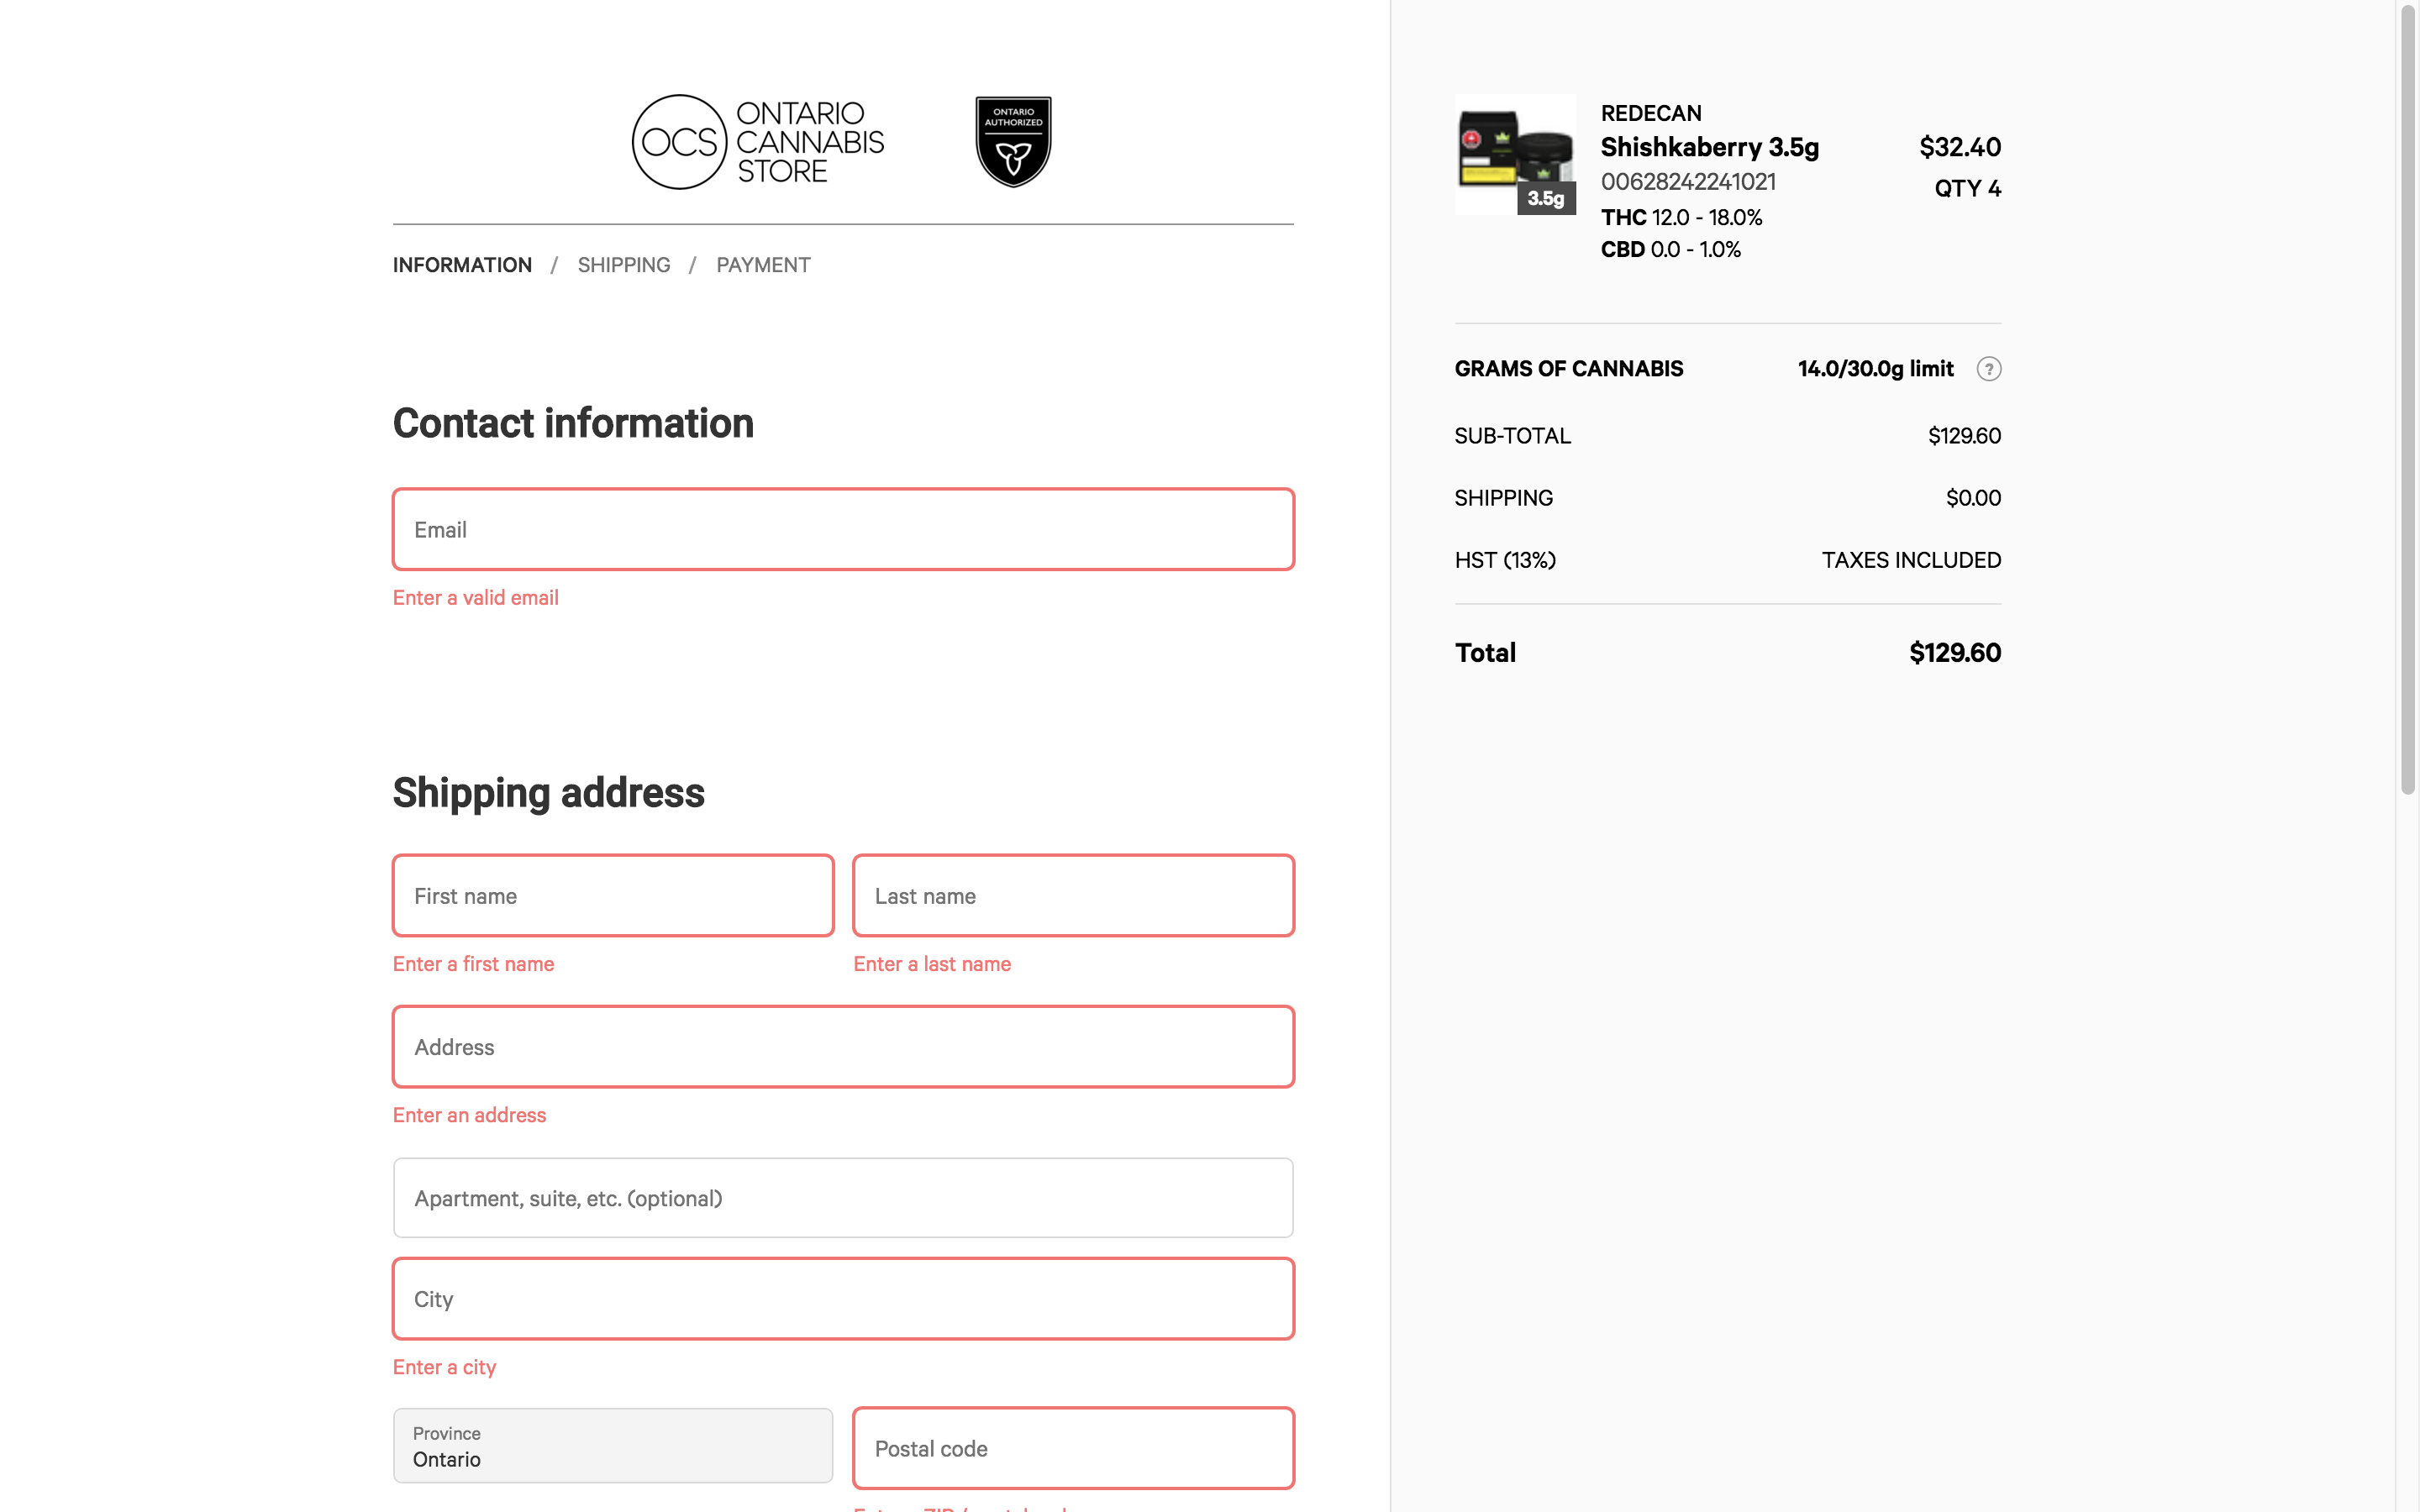 OCS
ONTARIO
CANNABIS
STORE
ONTARIO
AUTHORIZED
INFORMATION / SHIPPING / PAYMENT
Contact information
Email
Enter a valid email
Shipping address
First name
Last name
Enter a first name
Enter a last name
Address
Enter an address
Apartment, suite, etc. (optional)
City
Enter a city
Province
Ontario
Postal code
3.5g
REDECAN
Shishkaberry 3.5g
$32.40
00628242241021
QTY 4
THC 12.0 - 18.0%
CBD 0.0 - 1.0%
GRAMS OF CANNABIS 14.0/30.0g limit ?
SUB-TOTAL $129.60
SHIPPING $0.00
HST (13%) TAXES INCLUDED
Total $129.60